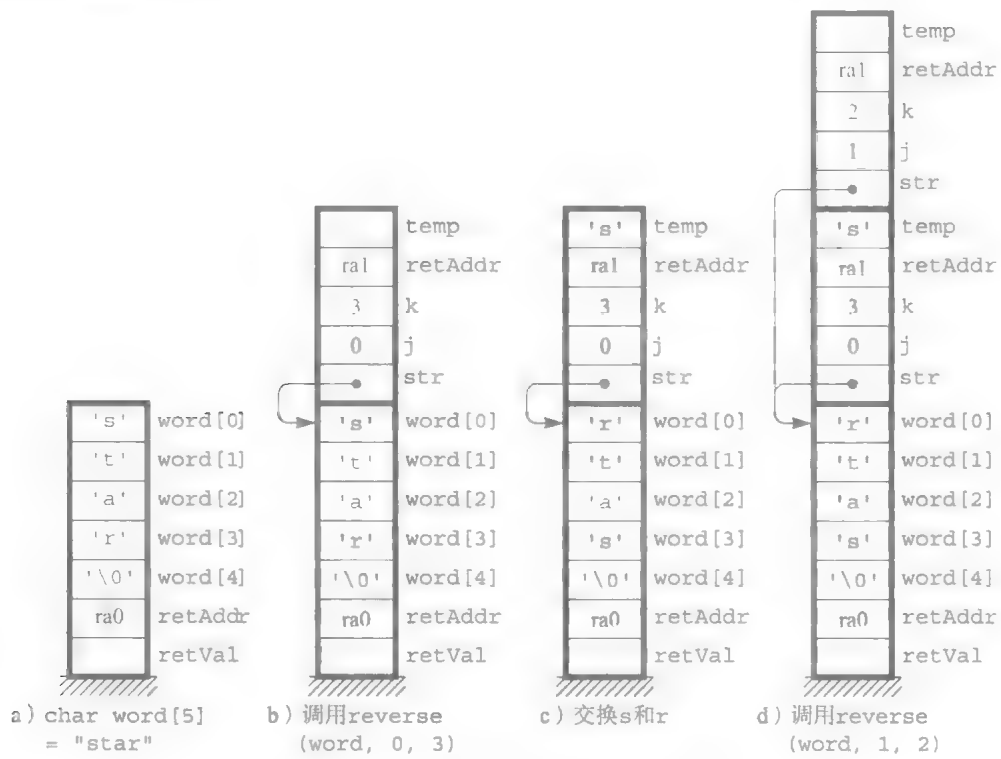 's' word[0]
't' word[1]
'a' word[2]
'r' word[3]
'\0' word[4]
ra0 retAddr
retVal
a) char word[5]
= "star"
temp
ra1 retAddr
3 k
0 j
str
's' word[0]
't' word[1]
'a' word[2]
'r' word[3]
'\0' word[4]
ra0 retAddr
retVal
b) 调用reverse
(word, 0, 3)
's' temp
ra1 retAddr
3 k
0 j
str
'r' word[0]
't' word[1]
'a' word[2]
's' word[3]
'\0' word[4]
ra0 retAddr
retVal
c) 交换s和r
temp
ra1 retAddr
2 k
1 j
str
's' temp
ra1 retAddr
3 k
0 j
str
'r' word[0]
't' word[1]
'a' word[2]
's' word[3]
'\0' word[4]
ra0 retAddr
retVal
d) 调用reverse
(word, 1, 2)